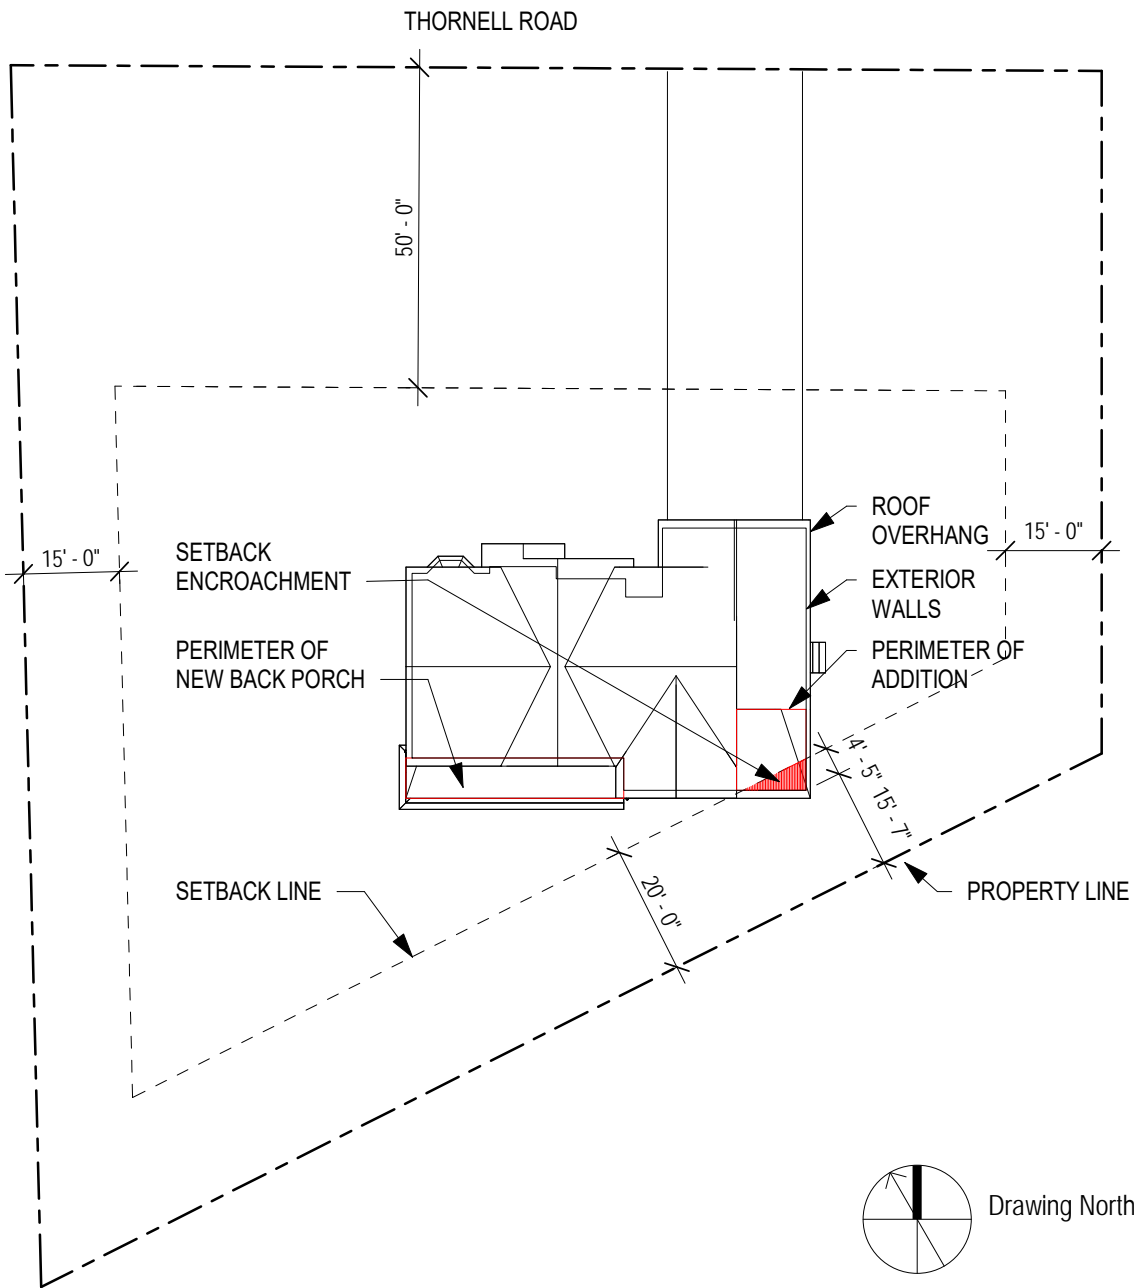 THORNELL ROAD
50' - 0"
ROOF
OVERHANG
15' - 0"
15' - 0"
SETBACK
ENCROACHMENT
EXTERIOR
WALLS
PERIMETER OF
NEW BACK PORCH
PERIMETER OF
ADDITION
4' - 5"
15' - 7"
SETBACK LINE
20' - 0"
PROPERTY LINE
Drawing North